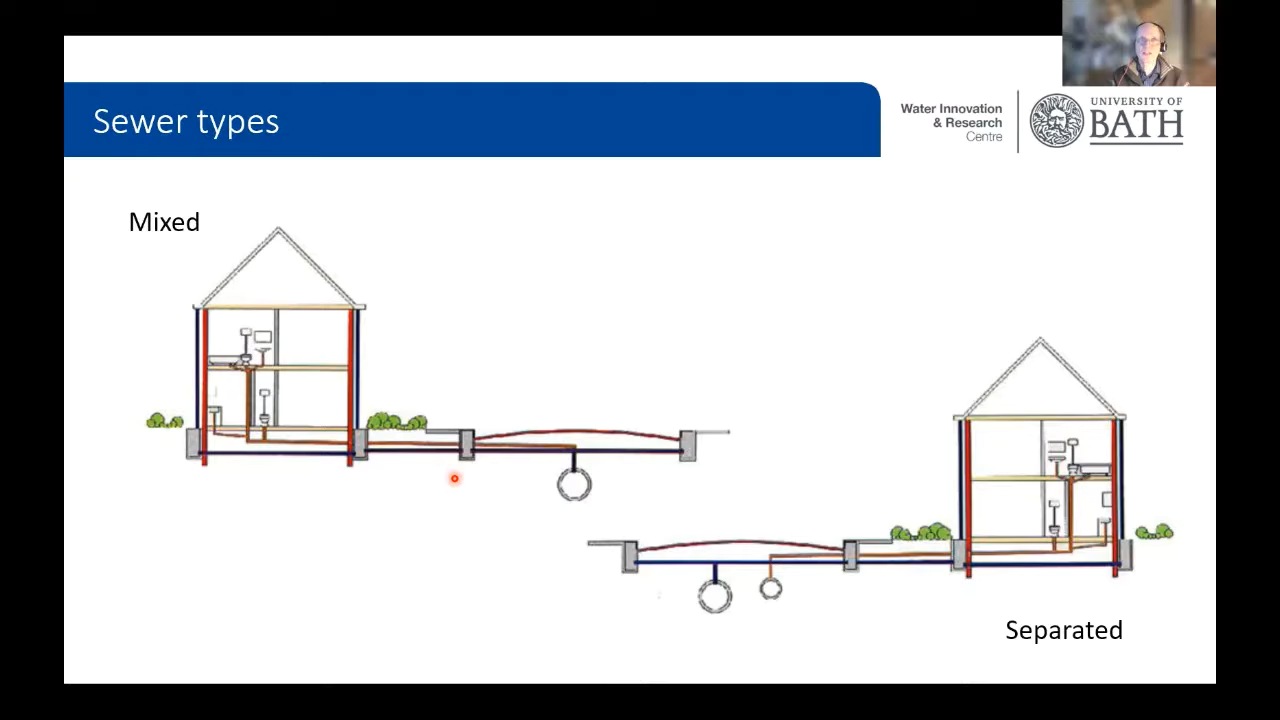 Sewer types
Water Innovation
& Research
Centre
UNIVERSITY OF
BATH
Mixed
Separated